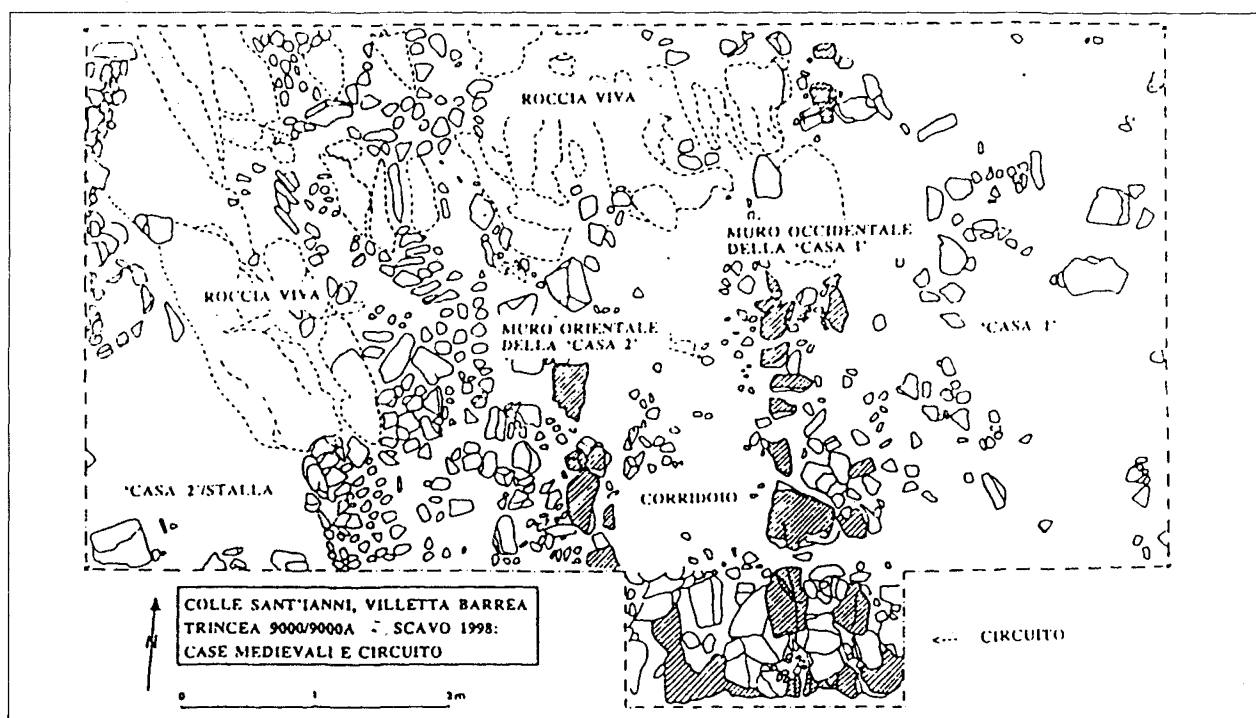 ROCCIA VIVA
MURO OCCIDENTALE
DELLA 'CASA 1'
ROCCIA VIVA
MURO ORIENTALE
DELLA 'CASA 2'
'CASA 1'
'CASA 2'/STALLA
CORRIDOIO
N
COLLE SANT'IANNI, VILLETTA BARREA
TRINCEA 9000/9000A - SCAVO 1998:
CASE MEDIEVALI E CIRCUITO
<--- CIRCUITO
0 1 2m